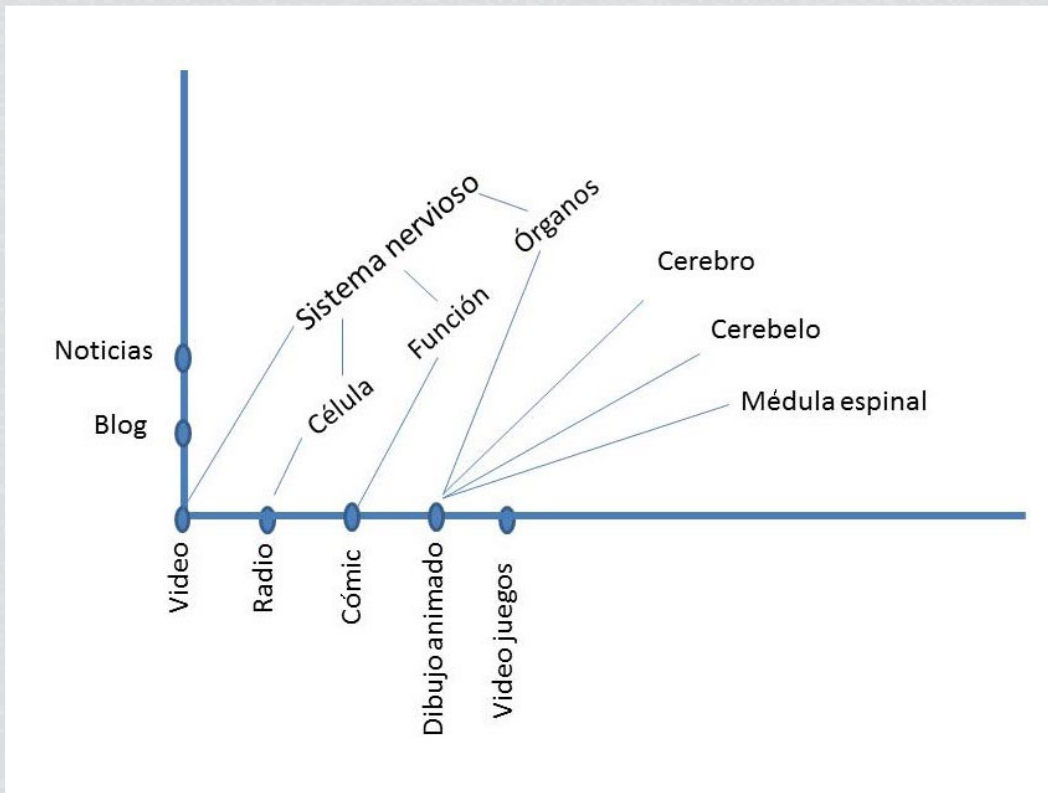 Sistema nervioso
Órganos
Cerebro
Función
Cerebelo
Noticias
Célula
Médula espinal
Blog
Video
Radio
Cómic
Dibujo animado
Video juegos